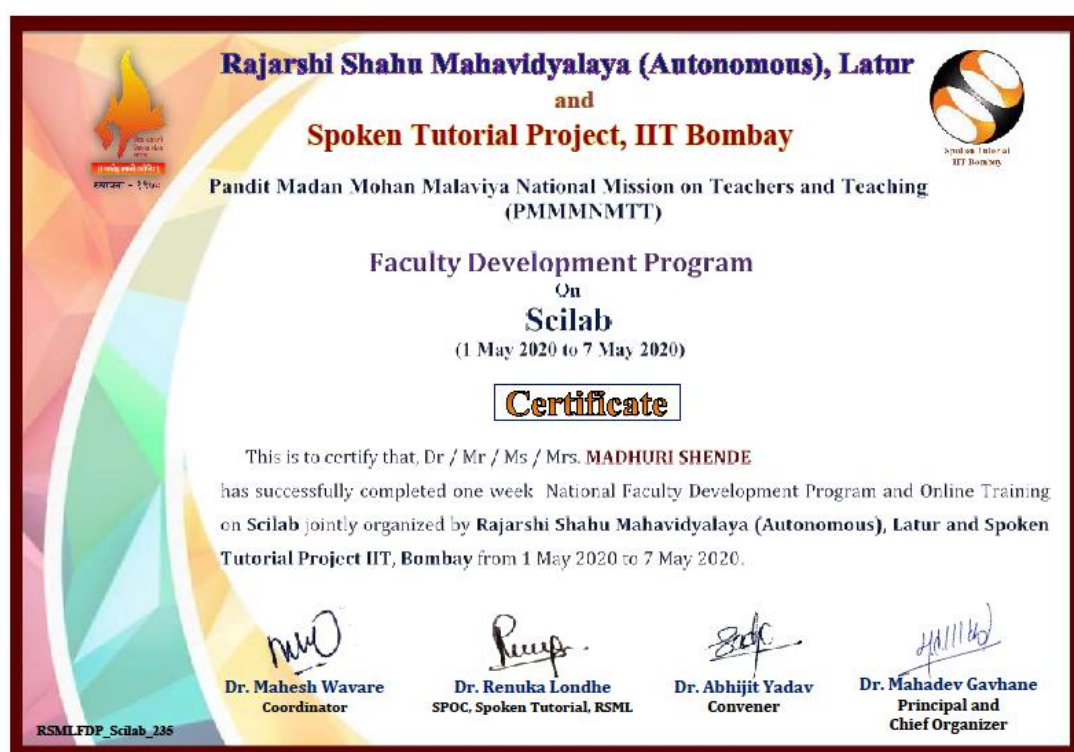 Rajarshi Shahu Mahavidyalaya (Autonomous), Latur
and
Spoken Tutorial Project, IIT Bombay
Spoken Tutorial
IIT Bombay
Pandit Madan Mohan Malaviya National Mission on Teachers and Teaching
(PMMMNMTT)
Faculty Development Program
On
Scilab
(1 May 2020 to 7 May 2020)
Certificate
This is to certify that, Dr / Mr / Ms / Mrs. MADHURI SHENDE
has successfully completed one week National Faculty Development Program and Online Training
on Scilab jointly organized by Rajarshi Shahu Mahavidyalaya (Autonomous), Latur and Spoken
Tutorial Project IIT, Bombay from 1 May 2020 to 7 May 2020.
Dr. Mahesh Wavare
Coordinator
Dr. Renuka Londhe
SPOC, Spoken Tutorial, RSML
Dr. Abhijit Yadav
Convener
Dr. Mahadev Gavhane
Principal and
Chief Organizer
RSMLFDP_Scilab_235